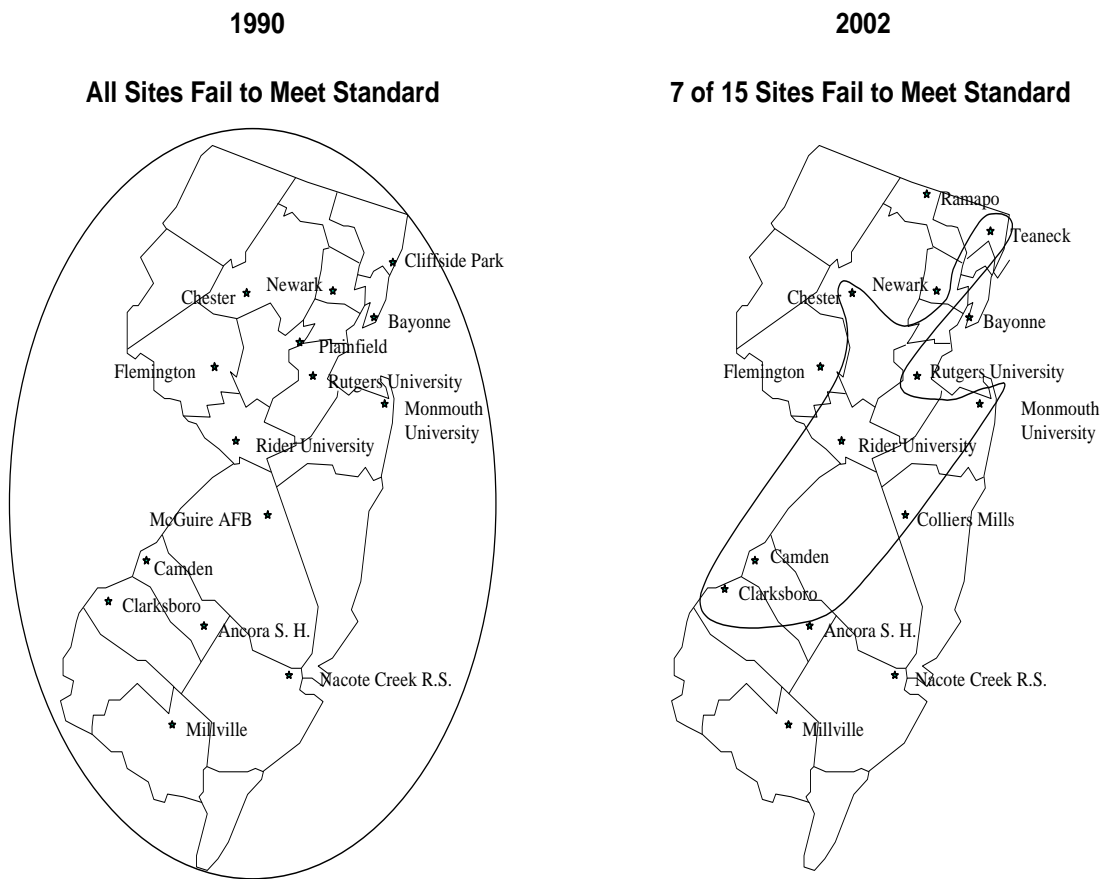 1990
All Sites Fail to Meet Standard
Cliffside Park
Newark
Chester
Bayonne
Plainfield
Flemington
Rutgers University
Monmouth
University
Rider University
McGuire AFB
Camden
Clarksboro
Ancora S. H.
Nacote Creek R.S.
Millville
2002
7 of 15 Sites Fail to Meet Standard
Ramapo
Teaneck
Newark
Chester
Bayonne
Flemington
Rutgers University
Monmouth
University
Rider University
Colliers Mills
Camden
Clarksboro
Ancora S. H.
Nacote Creek R.S.
Millville